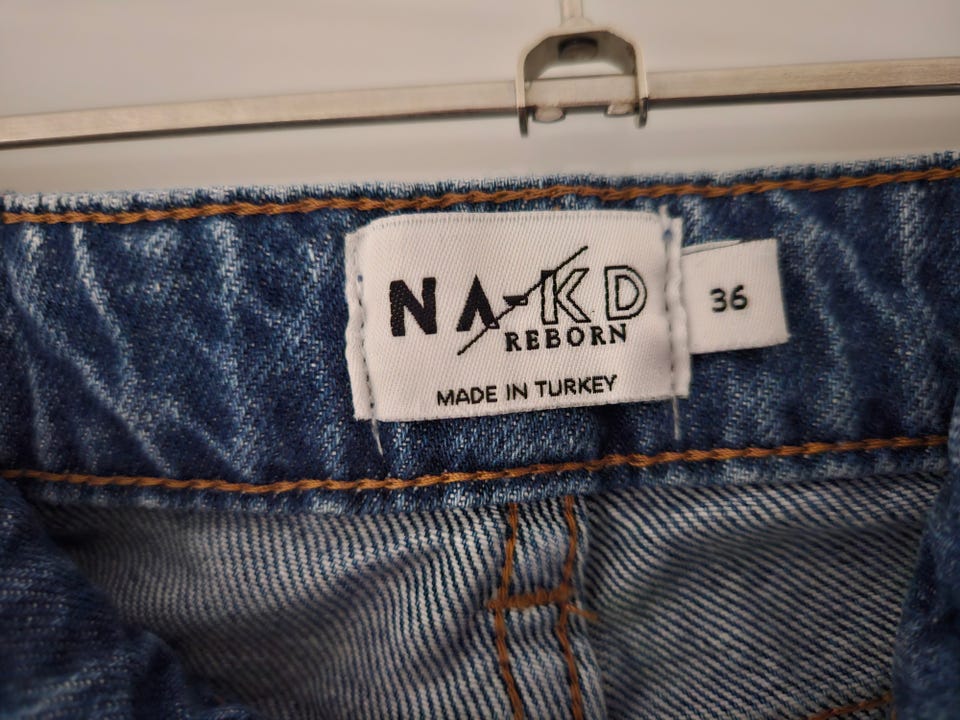 NA-KD
REBORN
MADE IN TURKEY
36